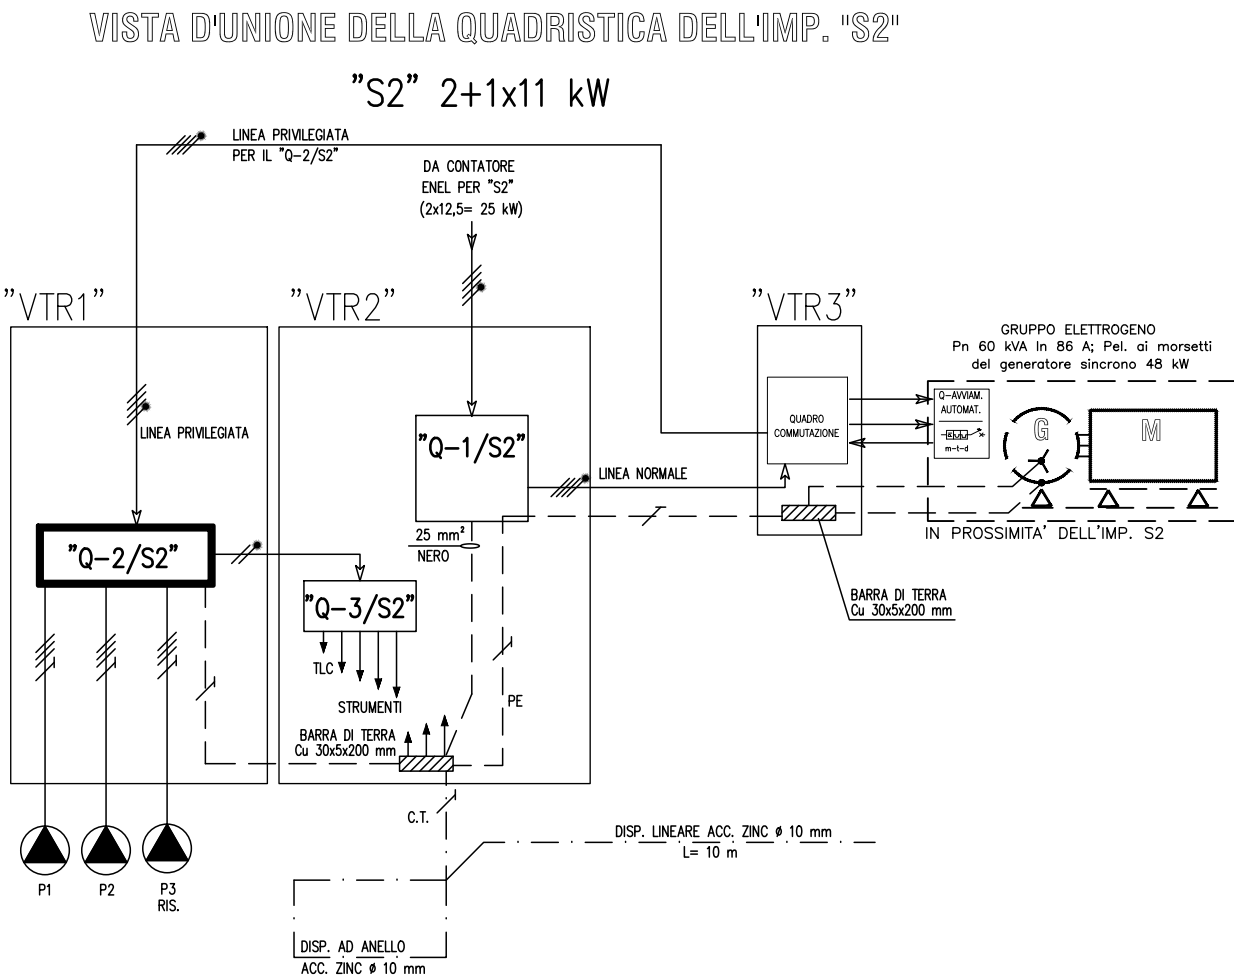 VISTA D'UNIONE DELLA QUADRISTICA DELL'IMP. "S2"
"S2" 2+1x11 kW
LINEA PRIVILEGIATA
PER IL "Q-2/S2"
DA CONTATORE
ENEL PER "S2"
(2x12,5= 25 kW)
"VTR1"
"VTR2"
"VTR3"
GRUPPO ELETTROGENO
Pn 60 kVA In 86 A; Pel. ai morsetti
del generatore sincrono 48 kW
Q-AVVIAM.
AUTOMAT.
m-t-d
QUADRO
COMMUTAZIONE
G
M
LINEA PRIVILEGIATA
"Q-1/S2"
LINEA NORMALE
25 mm²
NERO
IN PROSSIMITA' DELL'IMP. S2
"Q-2/S2"
"Q-3/S2"
BARRA DI TERRA
Cu 30x5x200 mm
TLC
STRUMENTI
PE
BARRA DI TERRA
Cu 30x5x200 mm
C.T.
DISP. LINEARE ACC. ZINC ø 10 mm
L= 10 m
P1
P2
P3
RIS.
DISP. AD ANELLO
ACC. ZINC ø 10 mm